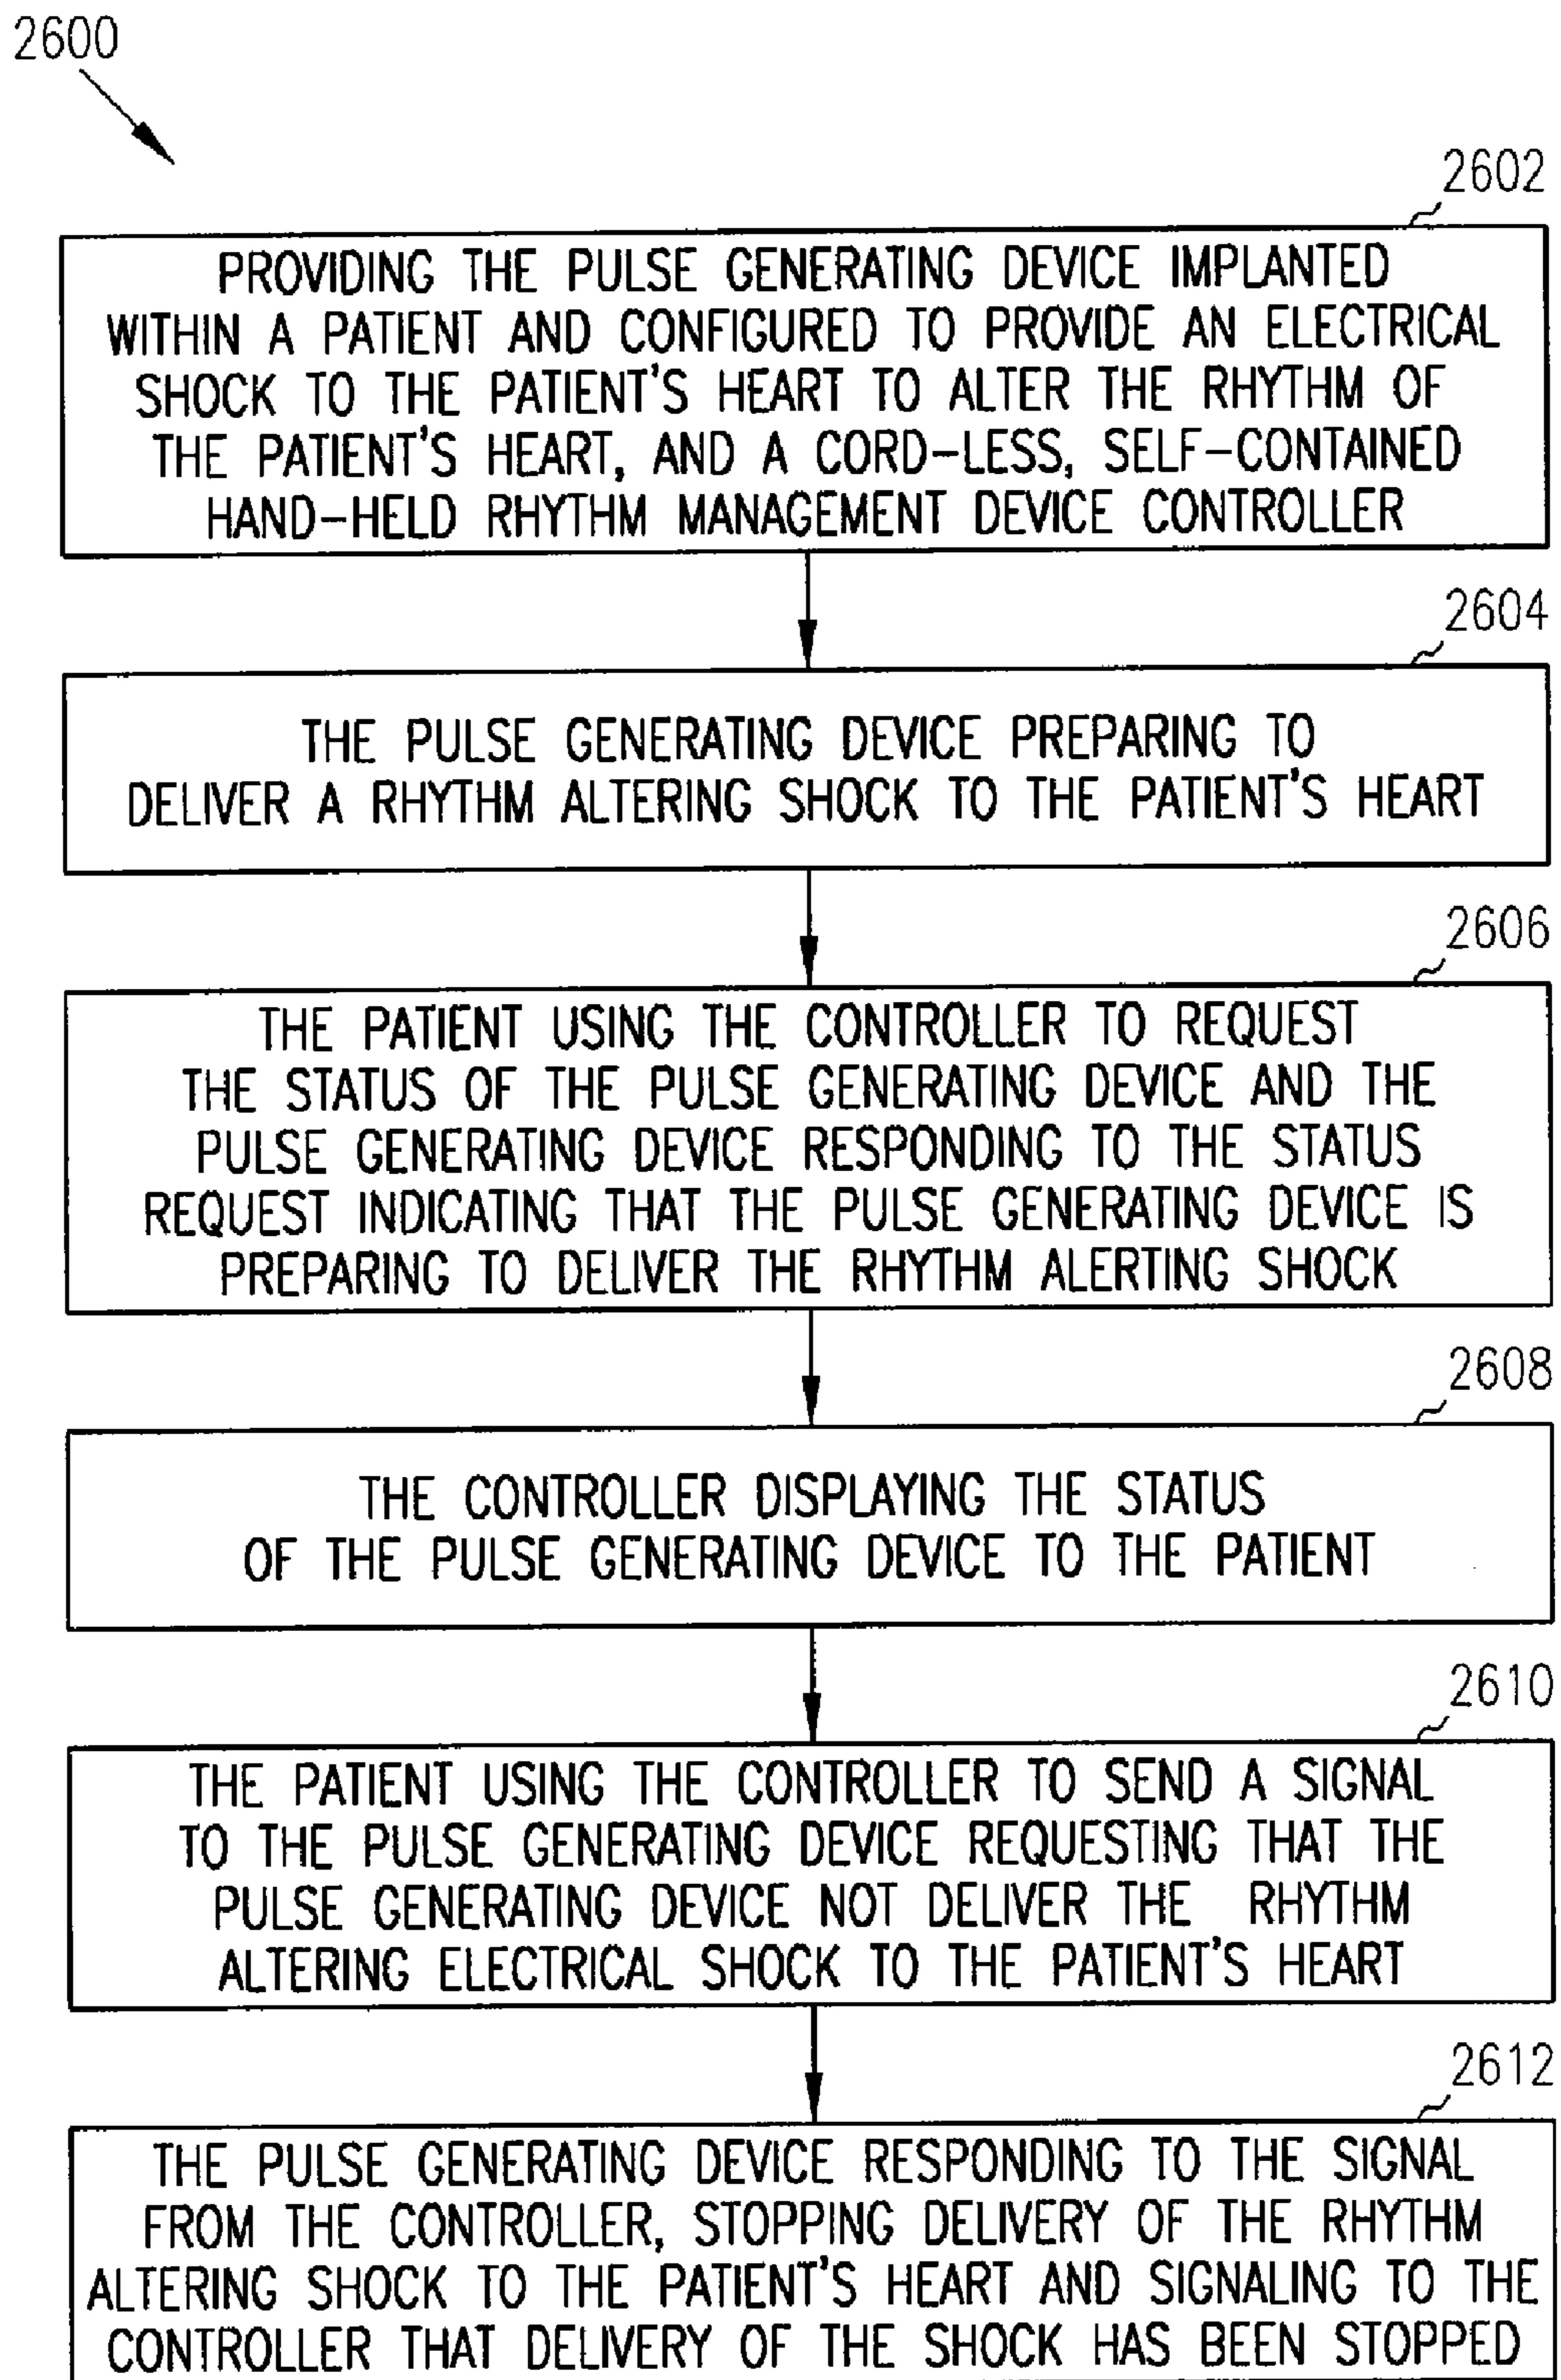 2600
2602
PROVIDING THE PULSE GENERATING DEVICE IMPLANTED
WITHIN A PATIENT AND CONFIGURED TO PROVIDE AN ELECTRICAL
SHOCK TO THE PATIENT'S HEART TO ALTER THE RHYTHM OF
THE PATIENT'S HEART, AND A CORD-LESS, SELF-CONTAINED
HAND-HELD RHYTHM MANAGEMENT DEVICE CONTROLLER
2604
THE PULSE GENERATING DEVICE PREPARING TO
DELIVER A RHYTHM ALTERING SHOCK TO THE PATIENT'S HEART
2606
THE PATIENT USING THE CONTROLLER TO REQUEST
THE STATUS OF THE PULSE GENERATING DEVICE AND THE
PULSE GENERATING DEVICE RESPONDING TO THE STATUS
REQUEST INDICATING THAT THE PULSE GENERATING DEVICE IS
PREPARING TO DELIVER THE RHYTHM ALERTING SHOCK
2608
THE CONTROLLER DISPLAYING THE STATUS
OF THE PULSE GENERATING DEVICE TO THE PATIENT
2610
THE PATIENT USING THE CONTROLLER TO SEND A SIGNAL
TO THE PULSE GENERATING DEVICE REQUESTING THAT THE
PULSE GENERATING DEVICE NOT DELIVER THE RHYTHM
ALTERING ELECTRICAL SHOCK TO THE PATIENT'S HEART
2612
THE PULSE GENERATING DEVICE RESPONDING TO THE SIGNAL
FROM THE CONTROLLER, STOPPING DELIVERY OF THE RHYTHM
ALTERING SHOCK TO THE PATIENT'S HEART AND SIGNALING TO THE
CONTROLLER THAT DELIVERY OF THE SHOCK HAS BEEN STOPPED